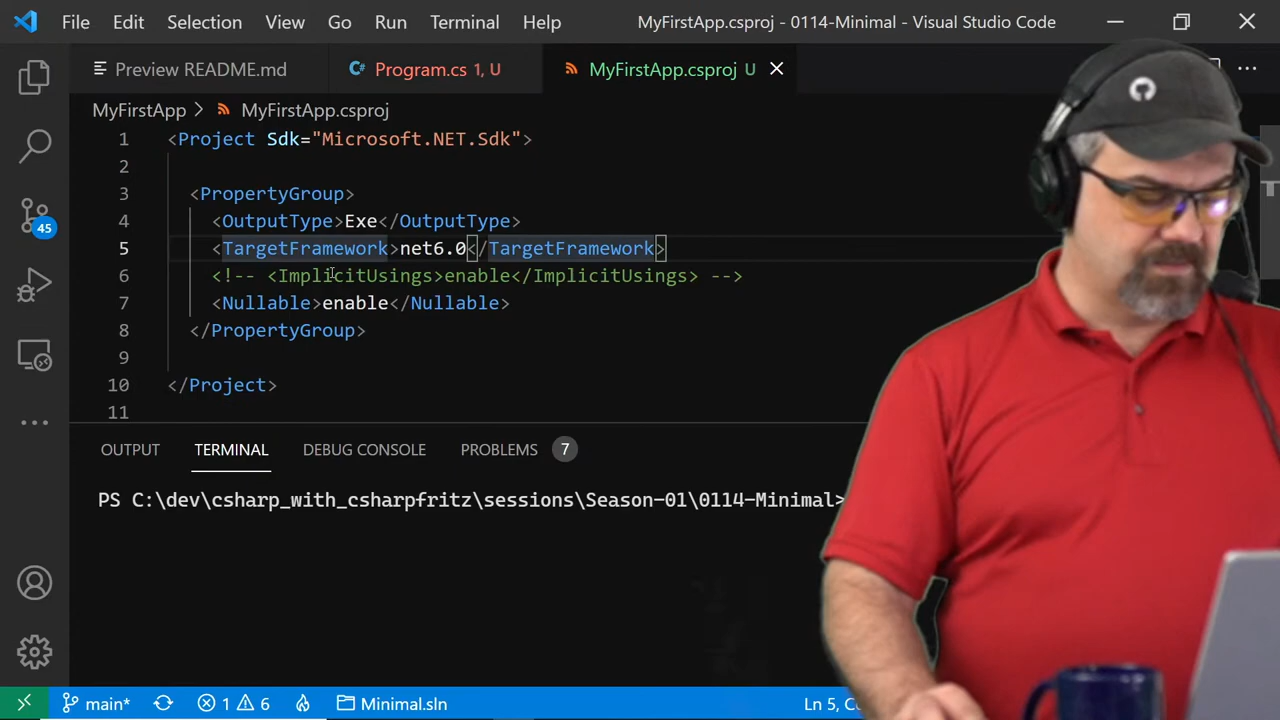 File Edit Selection View Go Run Terminal Help MyFirstApp.csproj - 0114-Minimal - Visual Studio Code
Preview README.md Program.cs 1, U MyFirstApp.csproj U
MyFirstApp > MyFirstApp.csproj
1 <Project Sdk="Microsoft.NET.Sdk">
2
3 <PropertyGroup>
4 <OutputType>Exe</OutputType>
5 <TargetFramework>net6.0</TargetFramework>
6 <!-- <ImplicitUsings>enable</ImplicitUsings> -->
7 <Nullable>enable</Nullable>
8 </PropertyGroup>
9
10 </Project>
11
45
OUTPUT TERMINAL DEBUG CONSOLE PROBLEMS 7
PS C:\dev\csharp_with_csharpfritz\sessions\Season-01\0114-Minimal>
main* 1 6 Minimal.sln Ln 5,